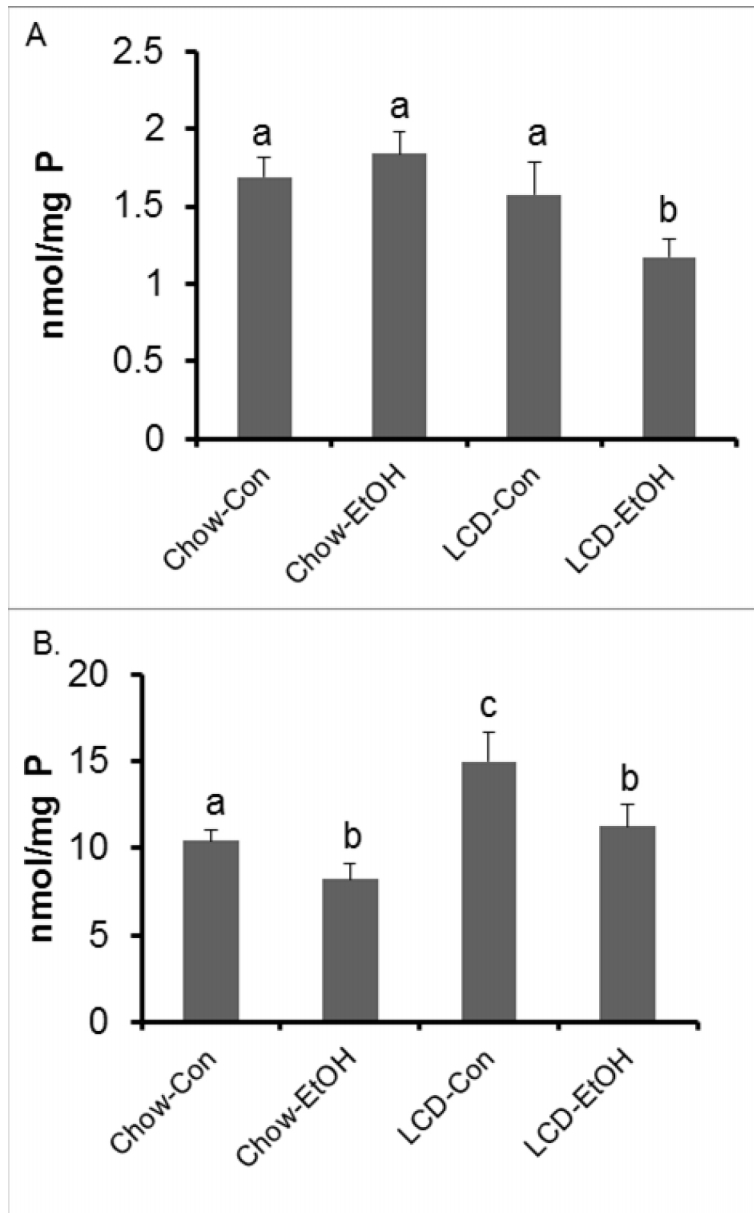 A
2.5
2
1.5
1
0.5
0
nmol/mg P
a
a
a
b
Chow-Con
Chow-EtOH
LCD-Con
LCD-EtOH
B.
20
15
10
5
0
nmol/mg P
a
b
c
b
Chow-Con
Chow-EtOH
LCD-Con
LCD-EtOH